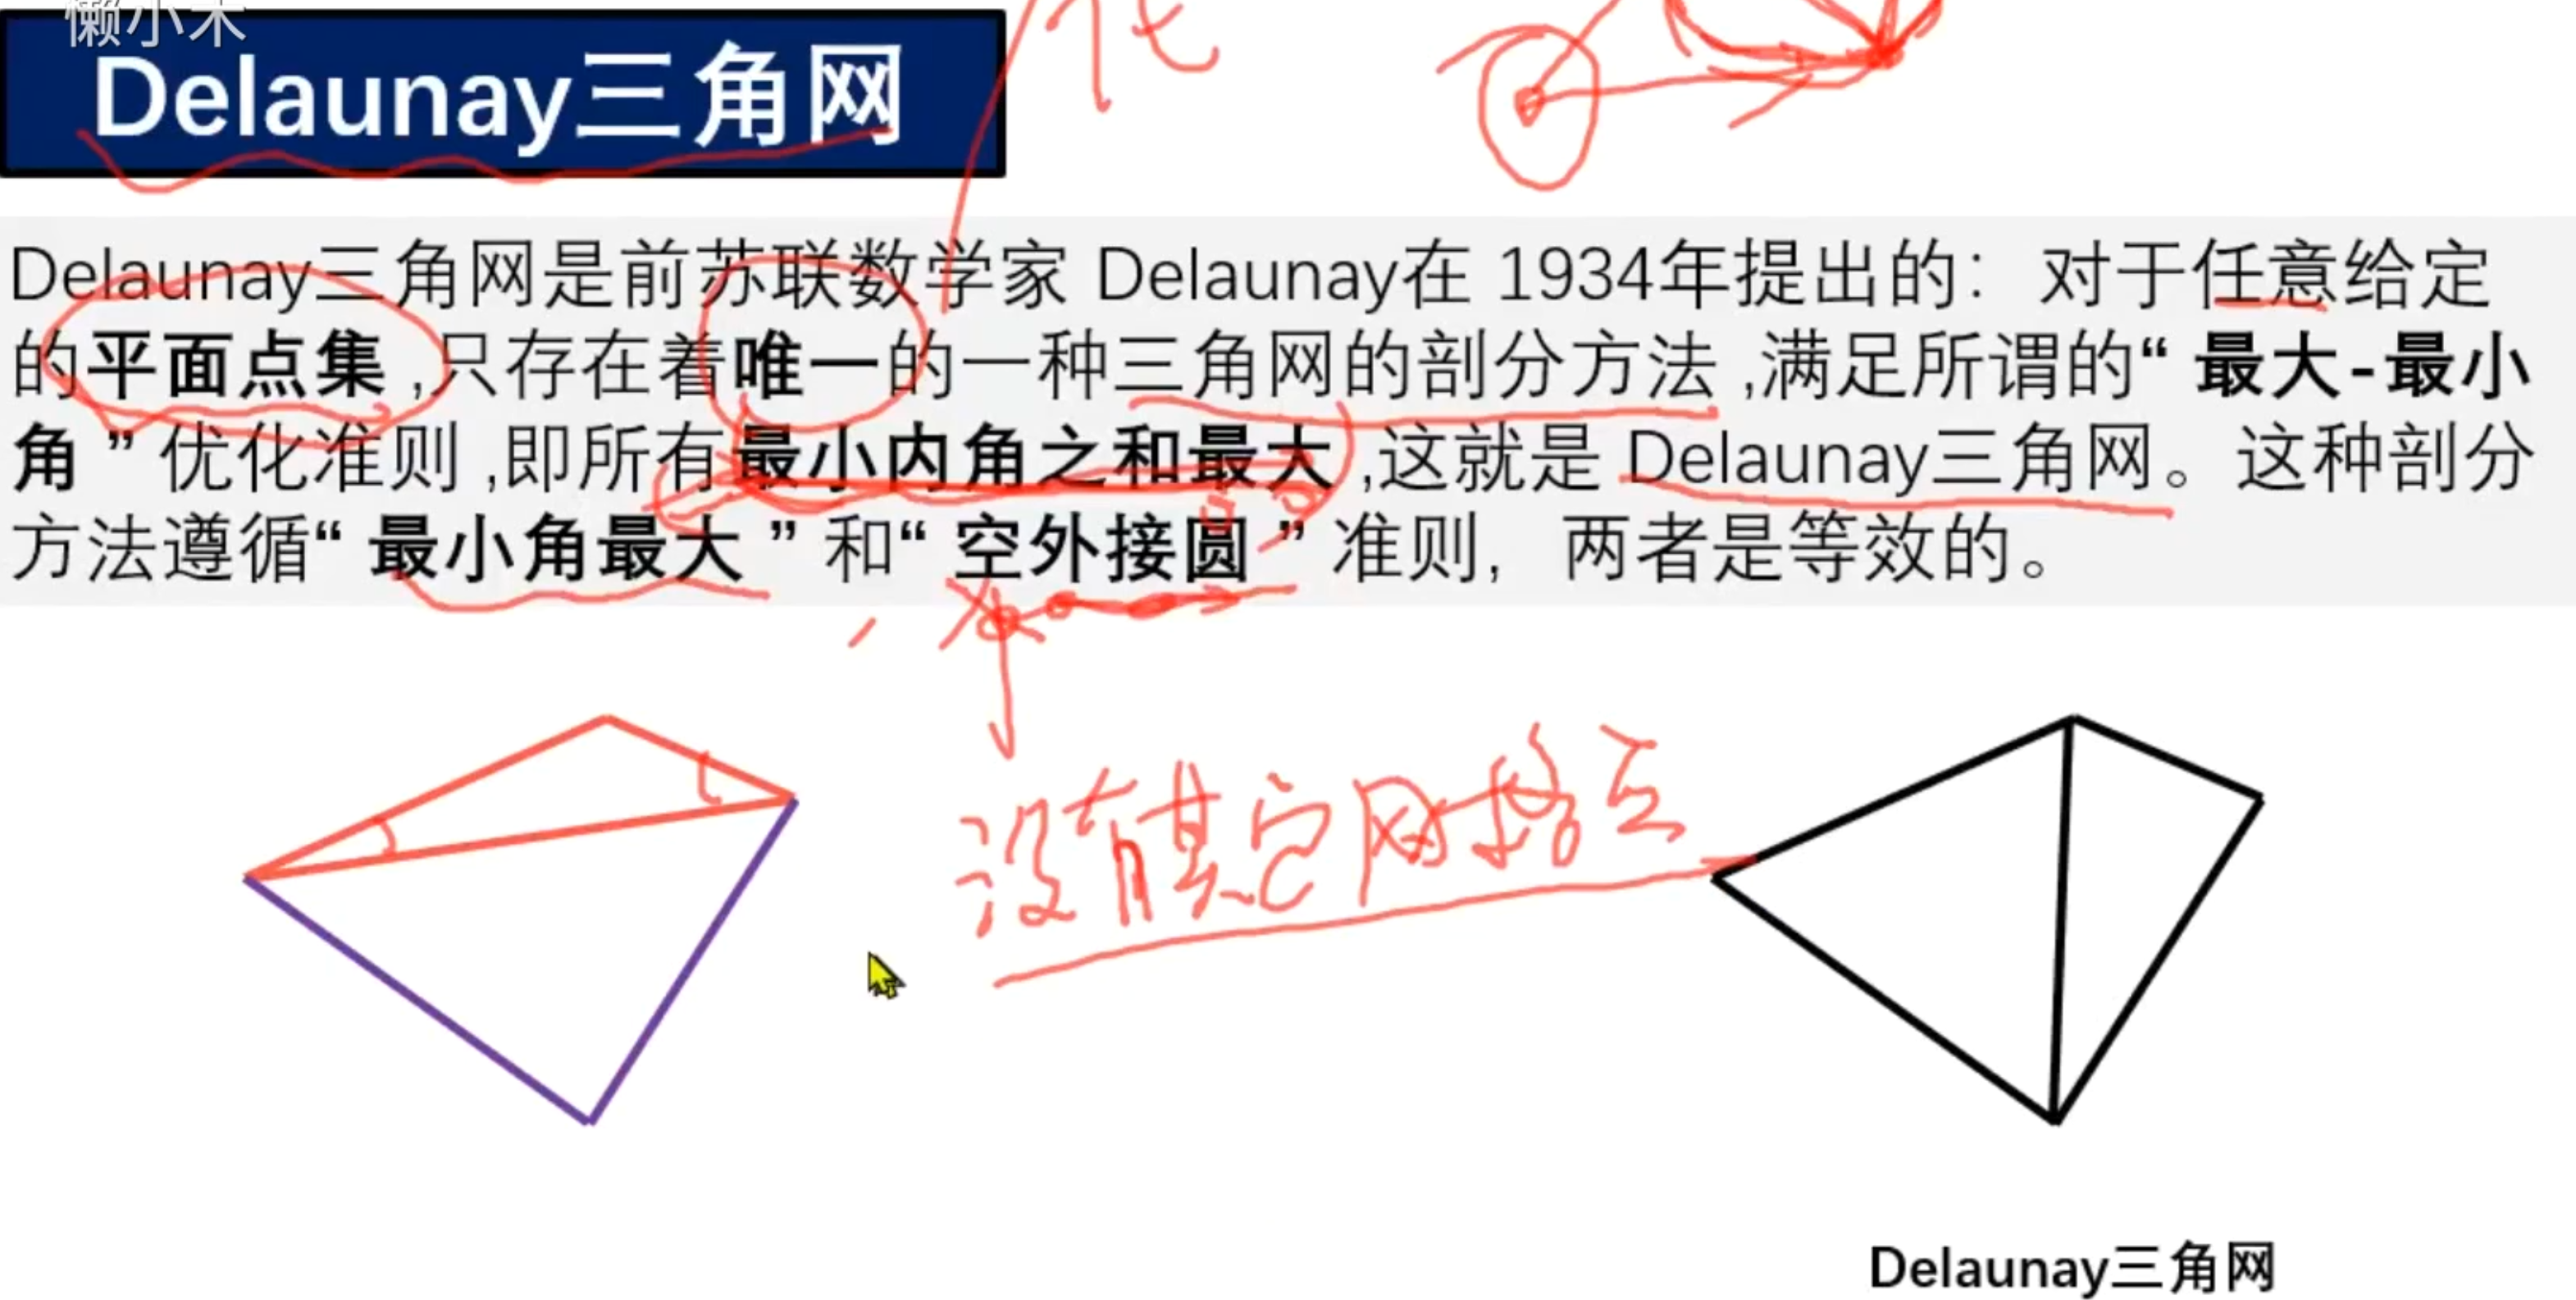 懒小木
Delaunay三角网
Delaunay三角网是前苏联数学家 Delaunay在 1934年提出的：对于任意给定
的平面点集 ,只存在着唯一的一种三角网的剖分方法 ,满足所谓的“ 最大-最小
角 ” 优化准则 ,即所有最小内角之和最大 ,这就是 Delaunay三角网。这种剖分
方法遵循“ 最小角最大 ” 和“ 空外接圆 ” 准则，两者是等效的。
没有其它网格点
Delaunay三角网